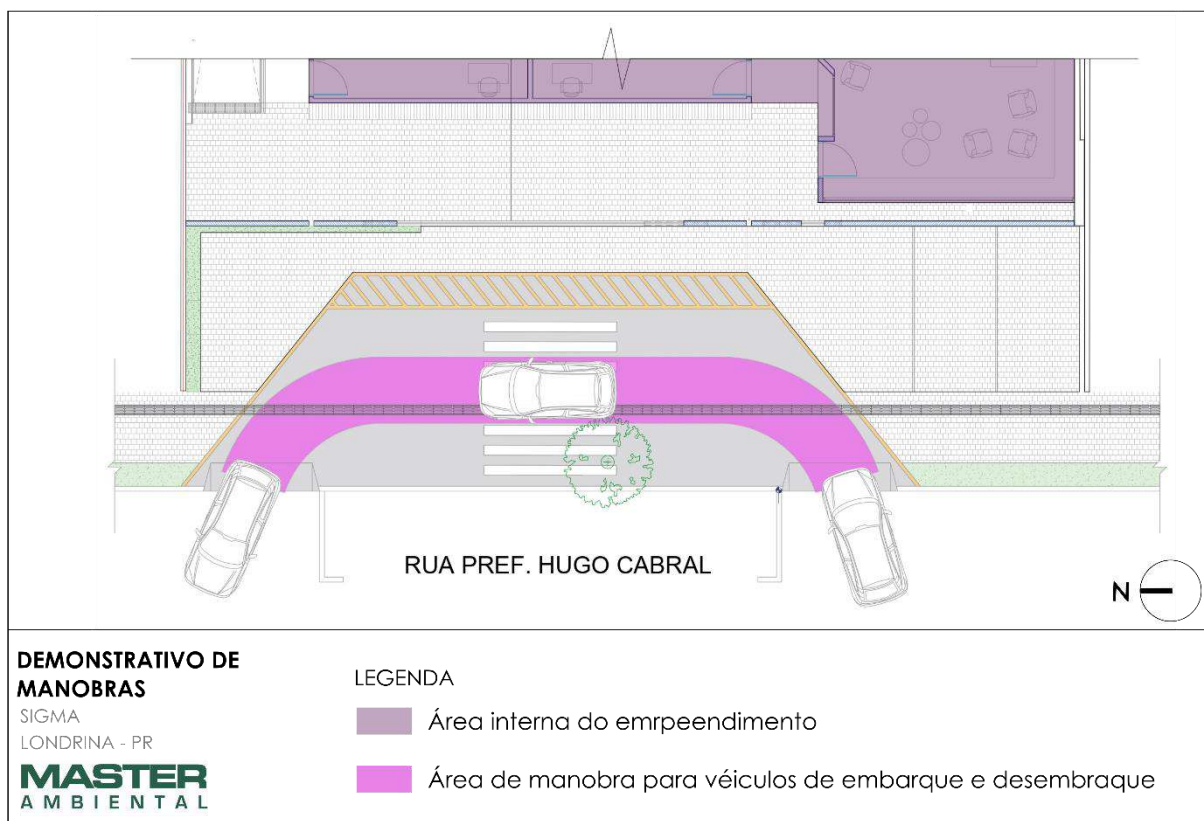 RUA PREF. HUGO CABRAL
N
DEMONSTRATIVO DE
MANOBRAS
SIGMA
LONDRINA - PR
MASTER
AMBIENTAL
LEGENDA
Área interna do emrpeendimento
Área de manobra para véiculos de embarque e desembraque